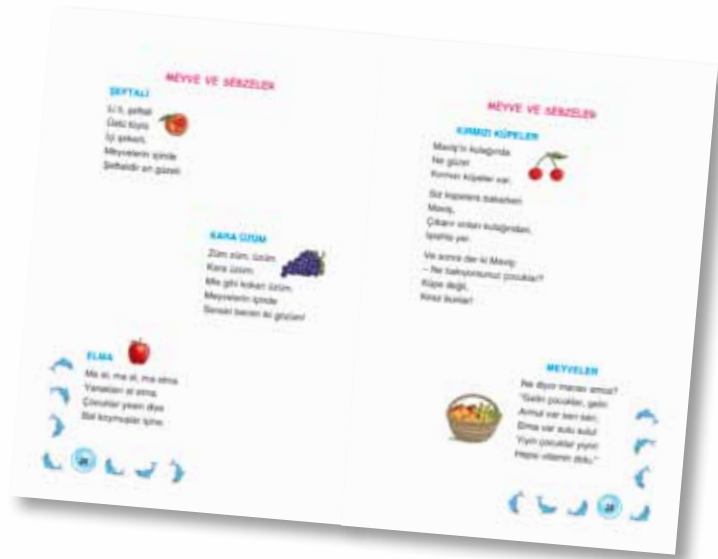 MEYVE VE SEBZELER
ŞEFTALİ
Li li, şeftali
Üstü tüylü
İçi şekerli,
Meyvelerin içinde
Şeftalidir en güzeli.
KARA ÜZÜM
Züm züm, üzüm
Kara üzüm.
Mis gibi kokan üzüm.
Meyvelerin içinde
Sensin benim iki gözüm!
ELMA
Ma al, ma al, ma elma
Yanakları al elma.
Çocuklar yesin diye
Bal koymuşlar içine.
MEYVE VE SEBZELER
KIRMIZI KÜPELER
Maviş'in kulağında
Ne güzel
Kırmızı küpeler var.
Siz küpelere bakarken
Maviş,
Çıkarır onları kulağından,
İştahla yer.
Ve sonra der ki Maviş:
– Ne bakıyorsunuz çocuklar?
Küpe değil,
Kiraz bunlar!
MEYVELER
Ne diyor manav amca?
"Gelin çocuklar, gelin
Armut var sarı sarı,
Elma var sulu sulu!
Yiyin çocuklar yiyin!
Hepsi vitamin dolu."